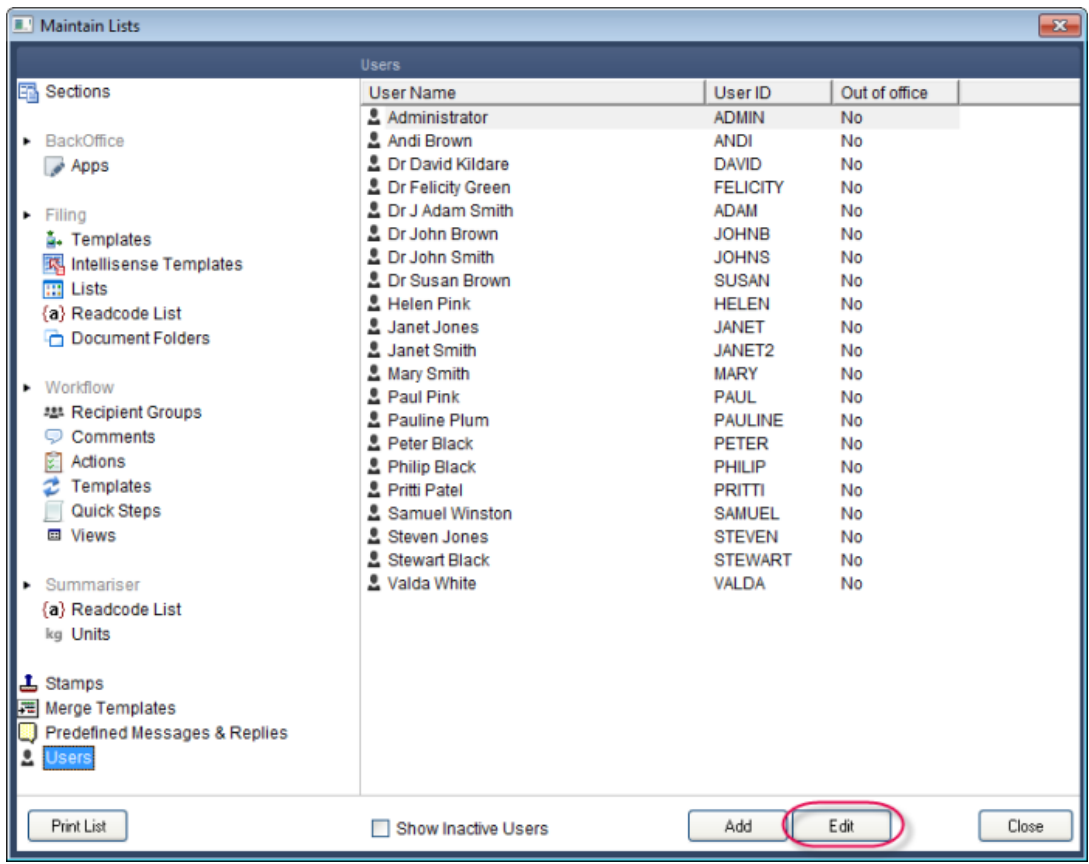 Maintain Lists
Users
Sections
BackOffice
Apps
Filing
Templates
Intellisense Templates
Lists
{a} Readcode List
Document Folders
Workflow
Recipient Groups
Comments
Actions
Templates
Quick Steps
Views
Summariser
{a} Readcode List
kg Units
Stamps
Merge Templates
Predefined Messages & Replies
Users
User Name User ID Out of office
Administrator ADMIN No
Andi Brown ANDI No
Dr David Kildare DAVID No
Dr Felicity Green FELICITY No
Dr J Adam Smith ADAM No
Dr John Brown JOHNB No
Dr John Smith JOHNS No
Dr Susan Brown SUSAN No
Helen Pink HELEN No
Janet Jones JANET No
Janet Smith JANET2 No
Mary Smith MARY No
Paul Pink PAUL No
Pauline Plum PAULINE No
Peter Black PETER No
Philip Black PHILIP No
Pritti Patel PRITTI No
Samuel Winston SAMUEL No
Steven Jones STEVEN No
Stewart Black STEWART No
Valda White VALDA No
Print List Show Inactive Users Add Edit Close